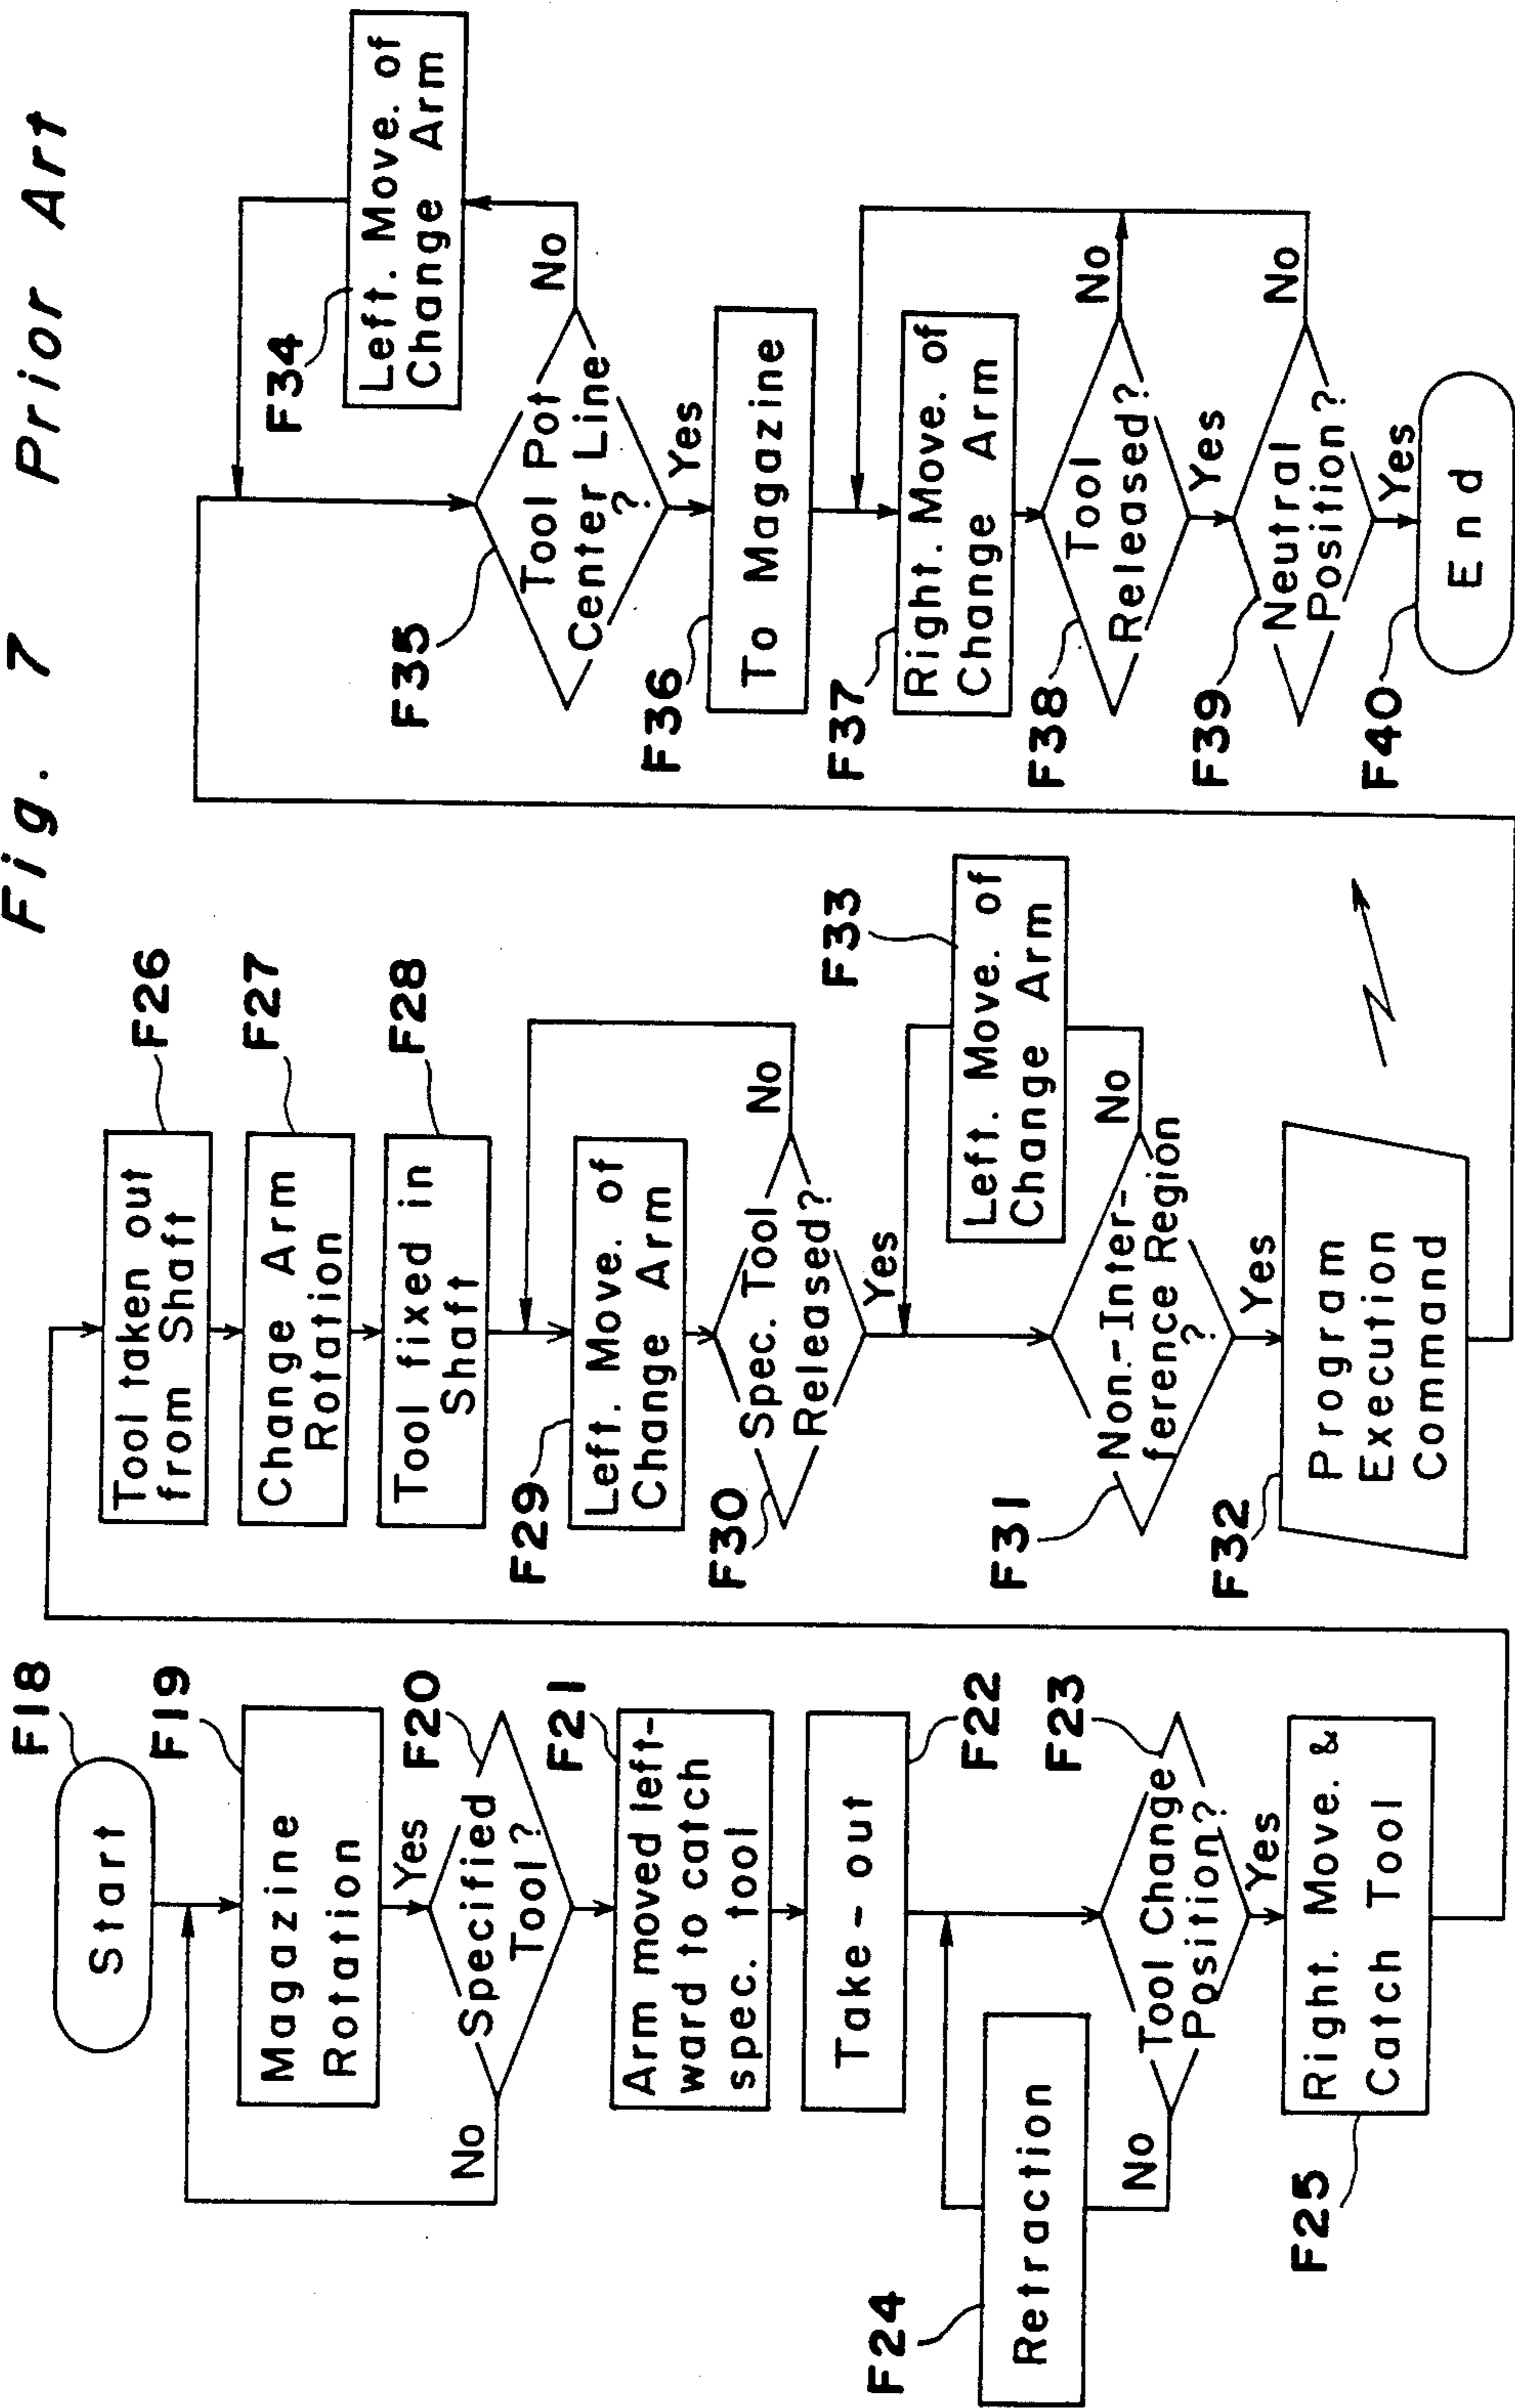 Fig. 7 Prior Art
F18
Start
F19
Magazine
Rotation
Yes
F20
Specified
Tool?
No
F21
Arm moved left-
ward to catch
spec. tool
F22
Take-out
F23
Tool Change
Position?
No
F24
Retraction
Yes
F25
Right. Move. &
Catch Tool
F26
Tool taken out
from Shaft
F27
Change Arm
Rotation
F28
Tool fixed in
Shaft
F29
Left. Move. of
Change Arm
F30
Spec. Tool
Released?
No
Yes
F31
Non.-Inter-
ference Region
?
No
F33
Left. Move. of
Change Arm
Yes
F32
Program
Execution
Command
F34
Left. Move. of
Change Arm
F35
Tool Pot
Center Line
?
No
Yes
F36
To Magazine
F37
Right. Move. of
Change Arm
F38
Tool
Released?
No
Yes
F39
Neutral
Position?
No
Yes
F40
End